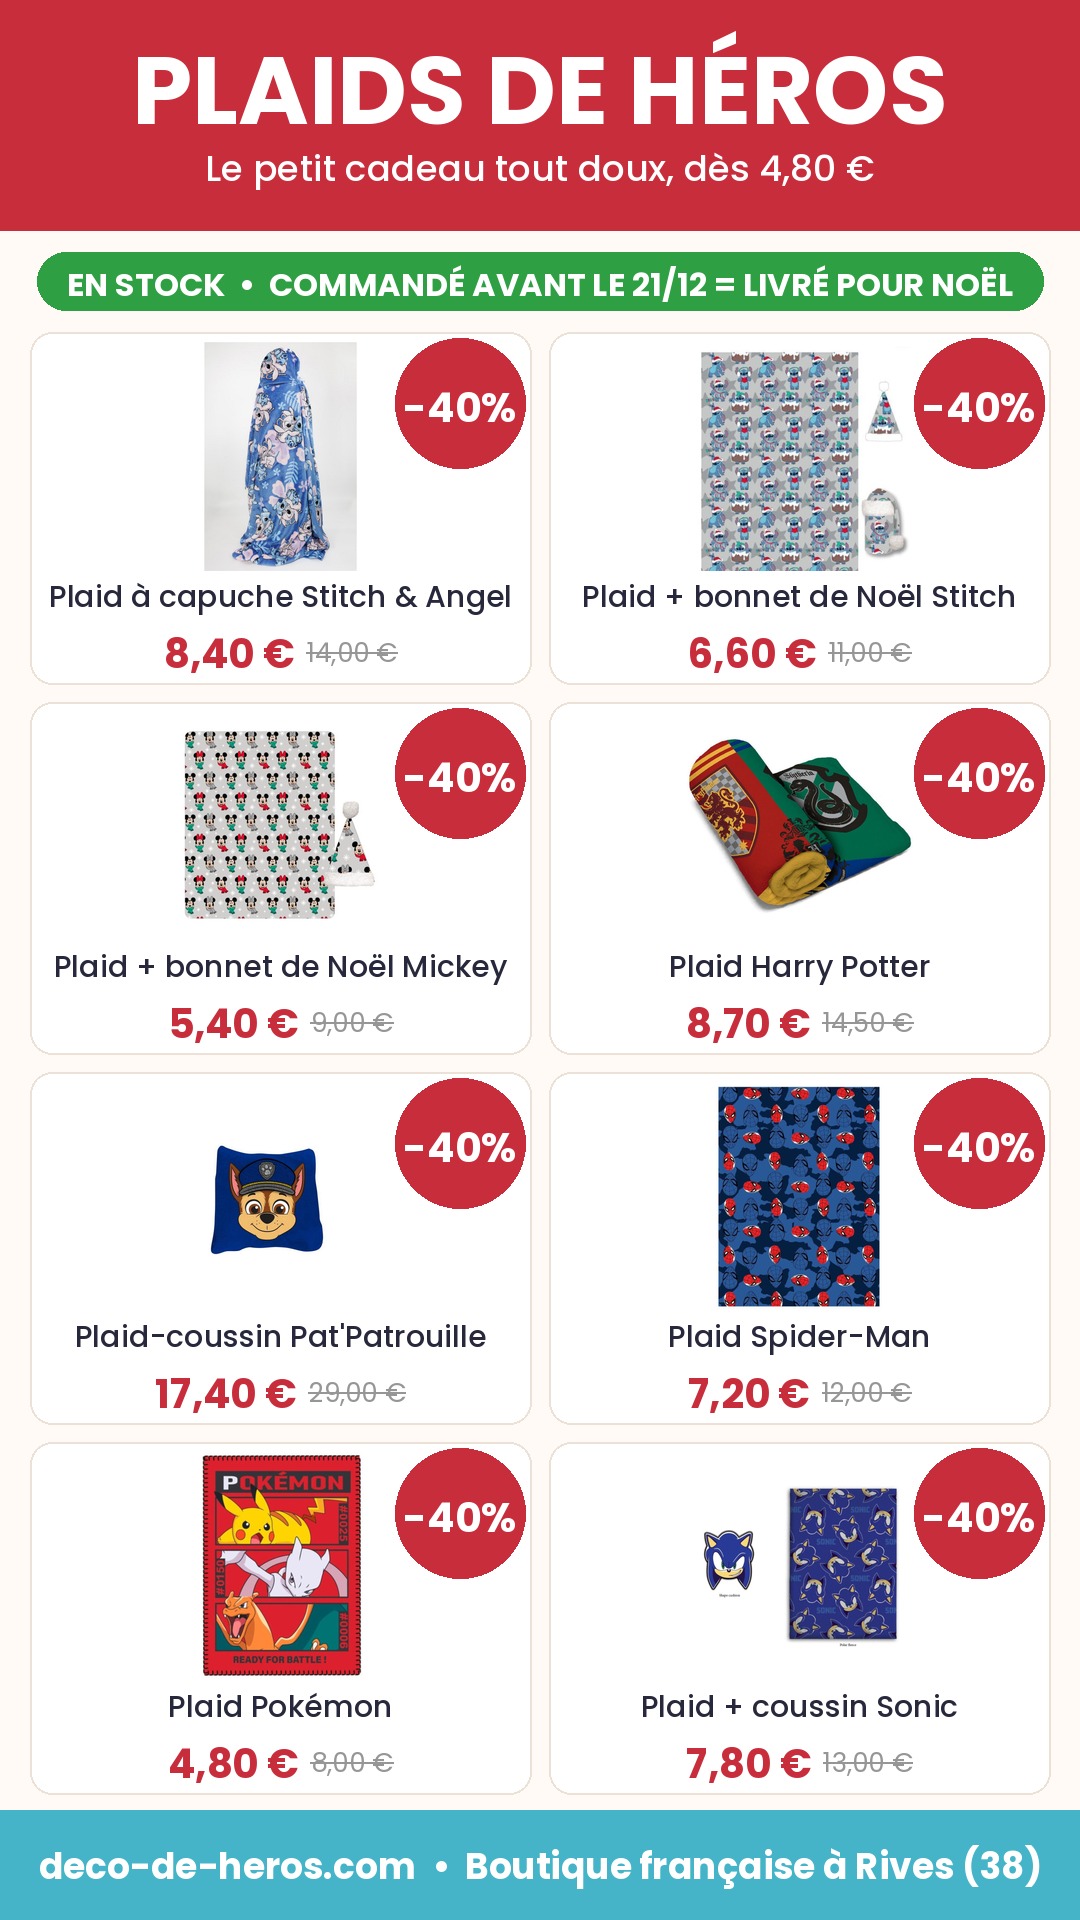 PLAIDS DE HÉROS
Le petit cadeau tout doux, dès 4,80 €
EN STOCK • COMMANDÉ AVANT LE 21/12 = LIVRÉ POUR NOËL
-40%
-40%
Plaid à capuche Stitch & Angel
8,40 € 14,00 €
Plaid + bonnet de Noël Stitch
6,60 € 11,00 €
-40%
Slytherin
-40%
Plaid + bonnet de Noël Mickey
5,40 € 9,00 €
Plaid Harry Potter
8,70 € 14,50 €
-40%
-40%
Plaid-coussin Pat'Patrouille
17,40 € 29,00 €
Plaid Spider-Man
7,20 € 12,00 €
POKÉMON
#0025
#0150
#0006
READY FOR BATTLE !
-40%
SONIC
-40%
Plaid Pokémon
4,80 € 8,00 €
Plaid + coussin Sonic
7,80 € 13,00 €
deco-de-heros.com • Boutique française à Rives (38)